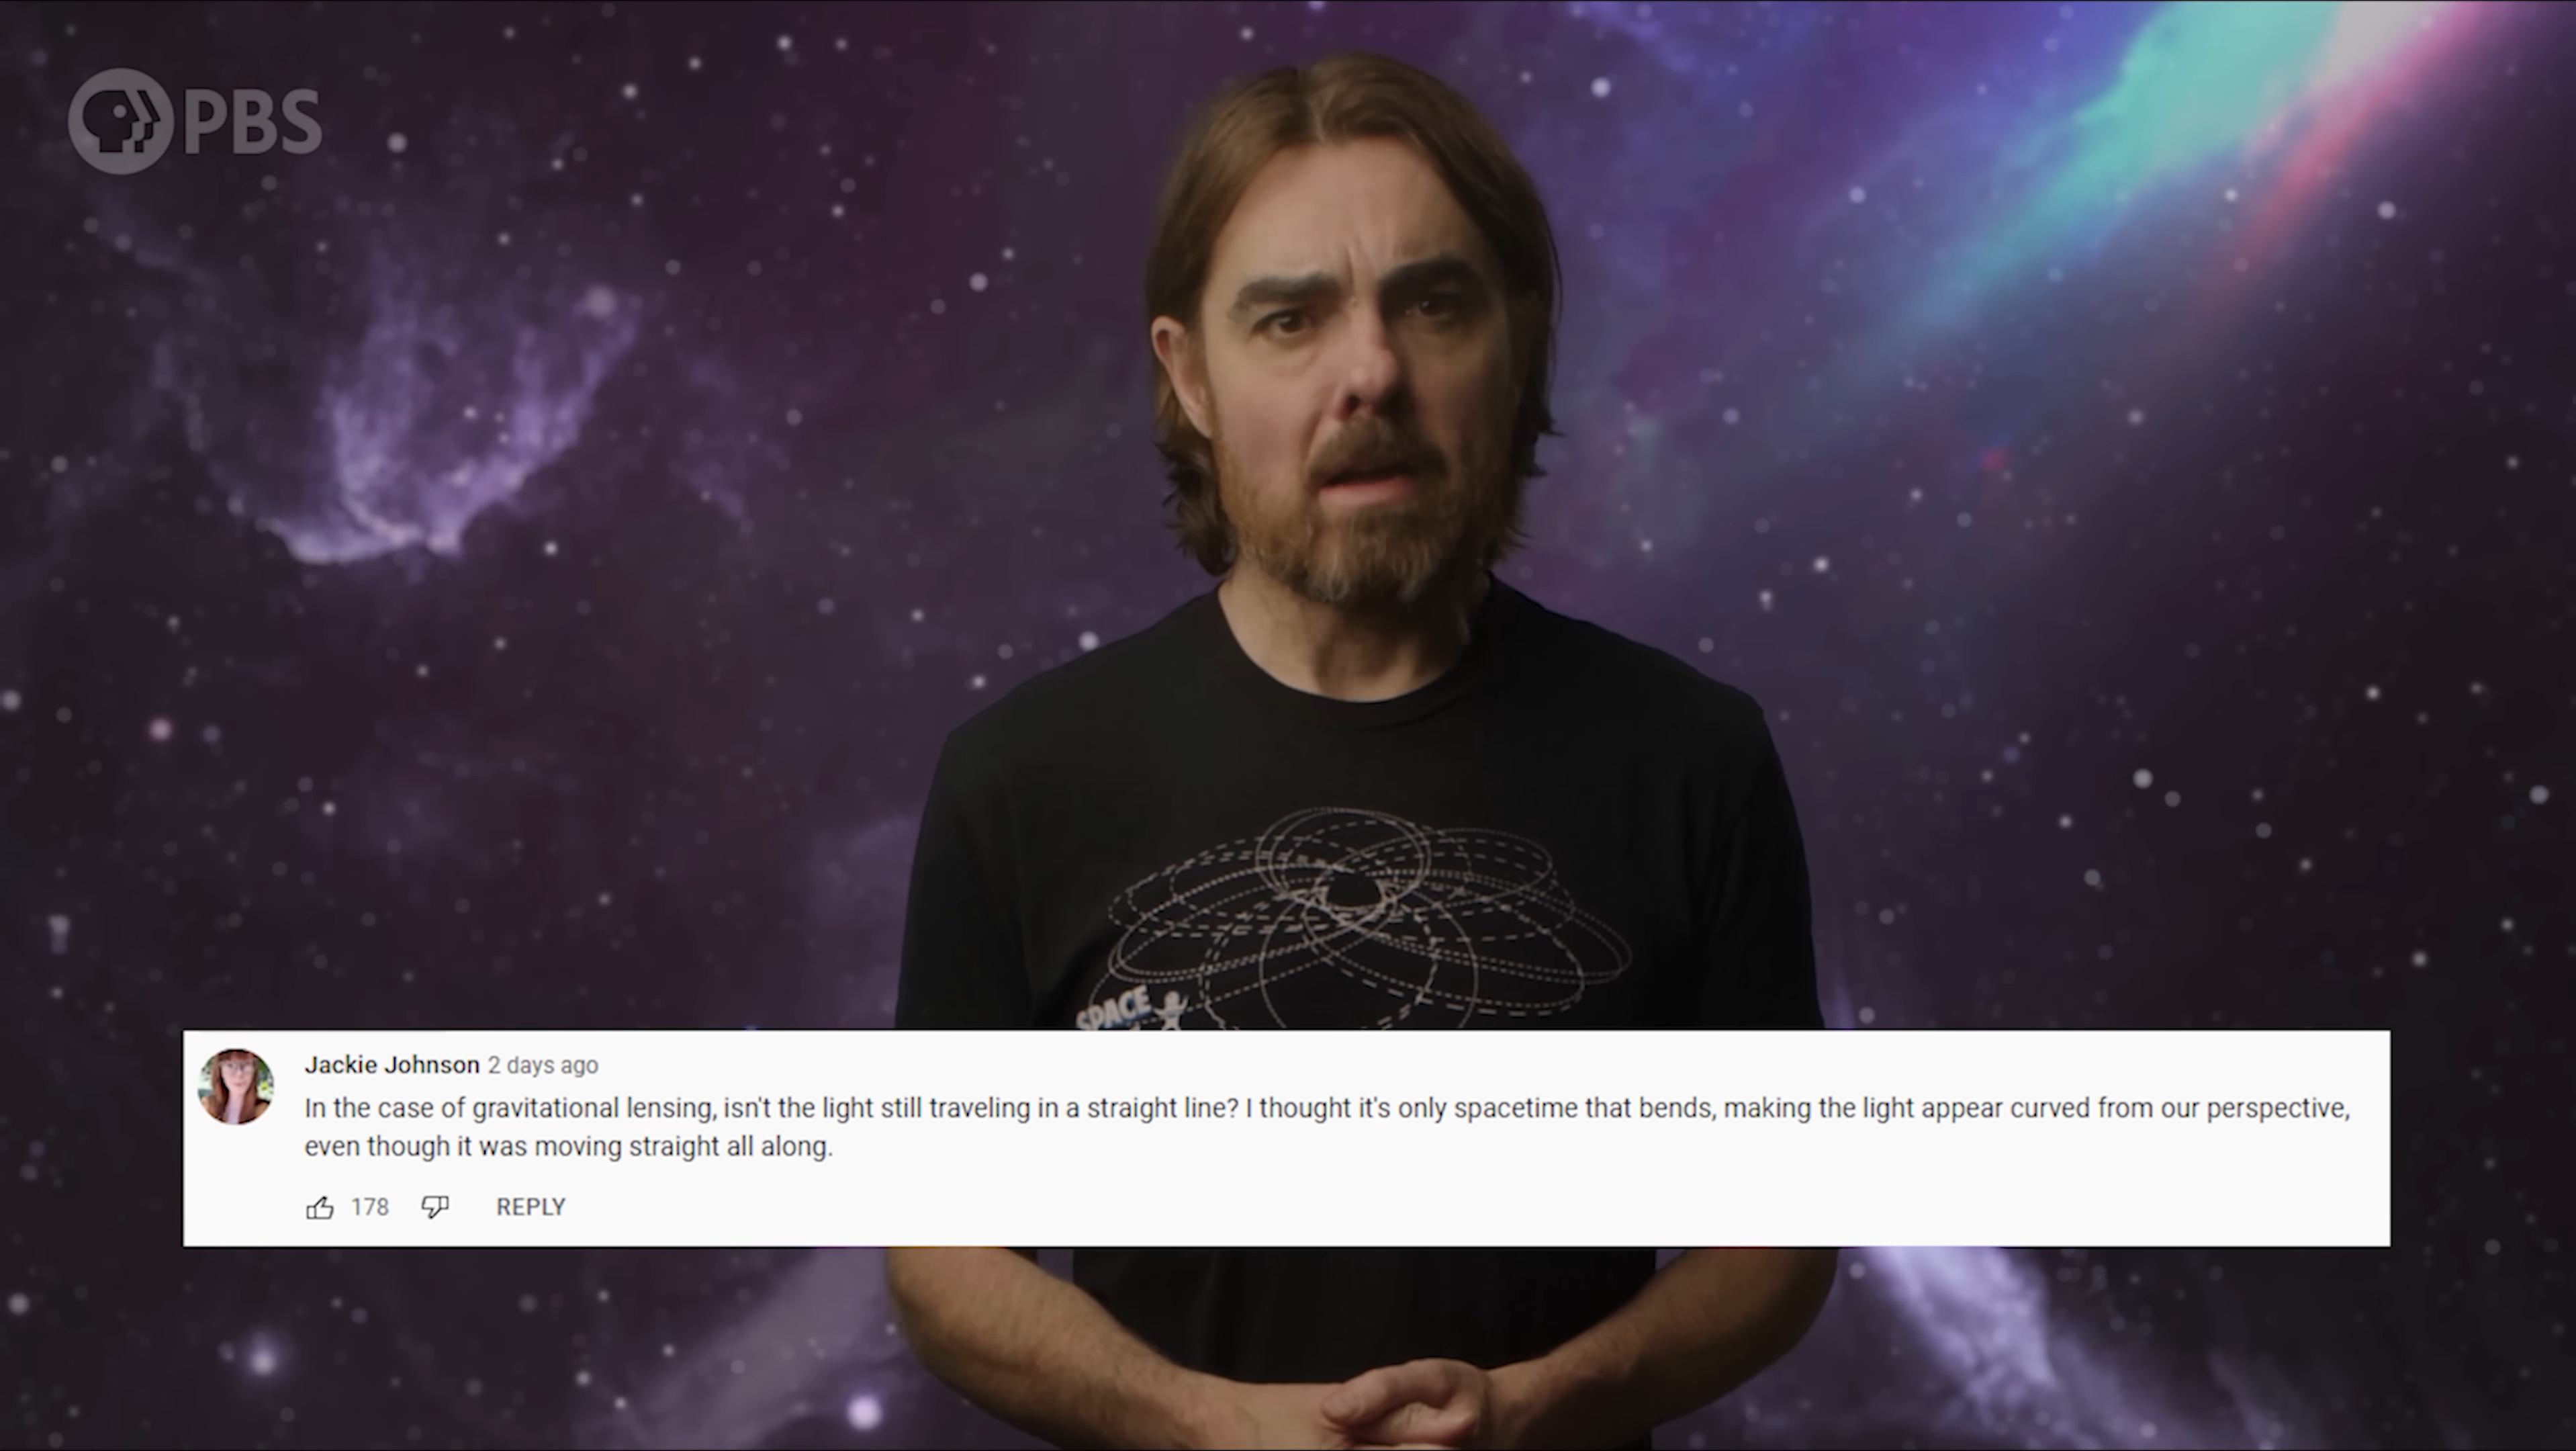 PBS
SPACE
Jackie Johnson 2 days ago
In the case of gravitational lensing, isn't the light still traveling in a straight line? I thought it's only spacetime that bends, making the light appear curved from our perspective,
even though it was moving straight all along.
178 REPLY